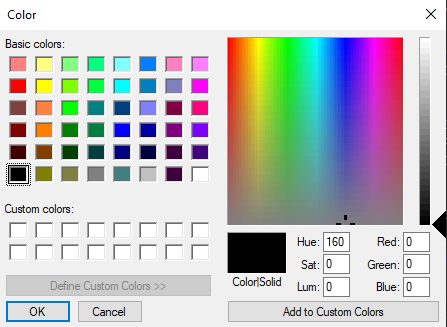 Color
Basic colors:
Custom colors:
Define Custom Colors >>
OK
Cancel
Color|Solid
Hue: 160
Sat: 0
Lum: 0
Red: 0
Green: 0
Blue: 0
Add to Custom Colors